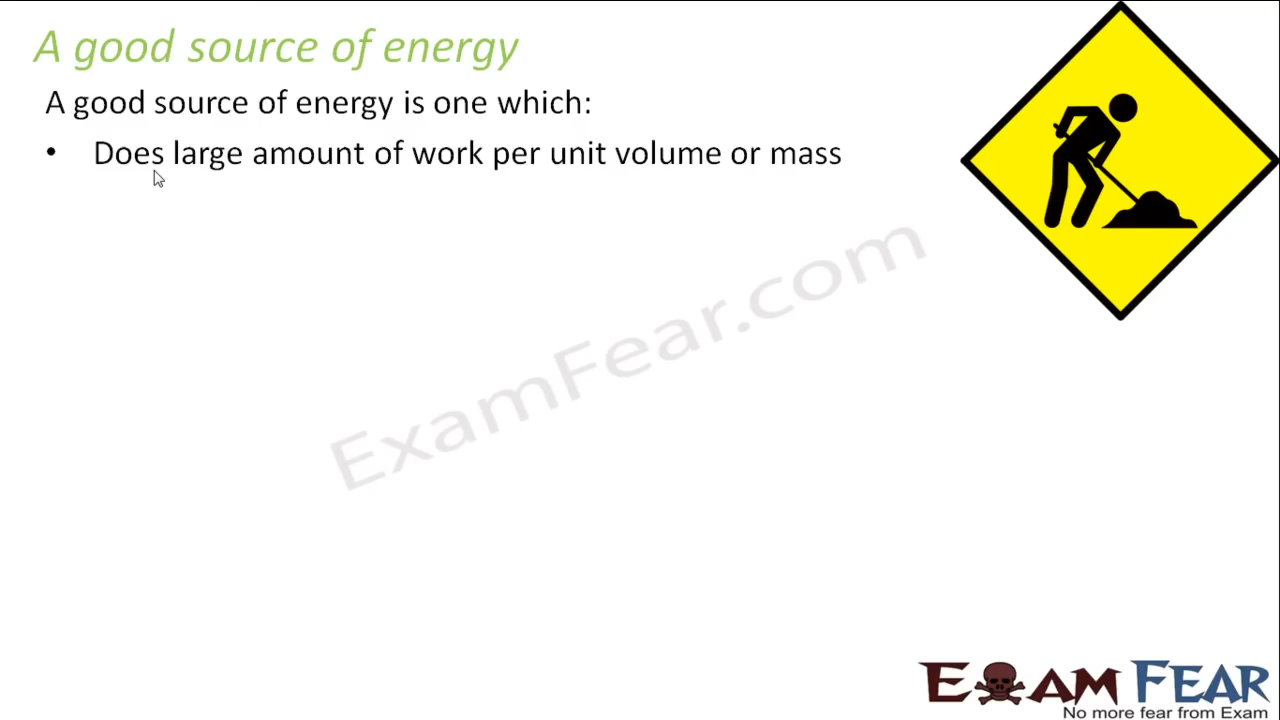 A good source of energy
A good source of energy is one which:
• Does large amount of work per unit volume or mass
ExamFear.com
EXAM FEAR
No more fear from Exam